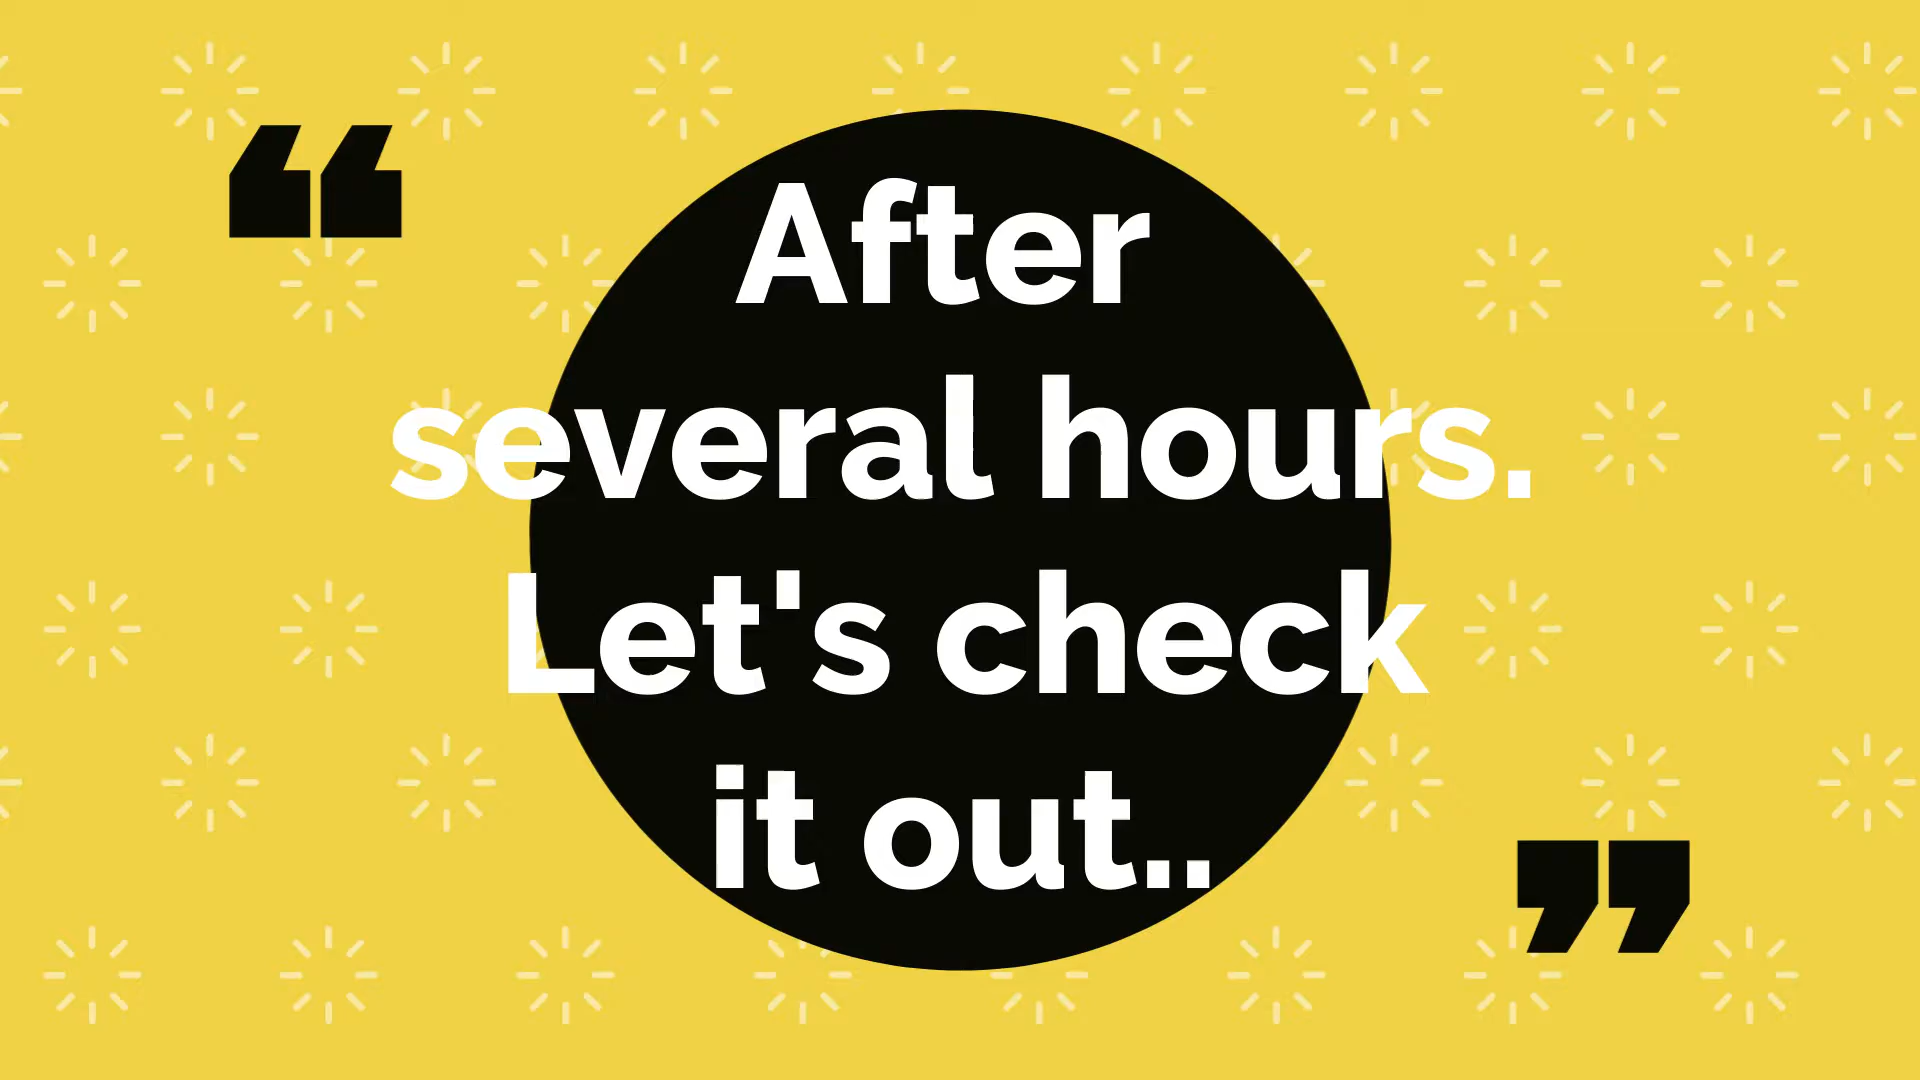 “
After
several hours.
Let's check
it out..
”